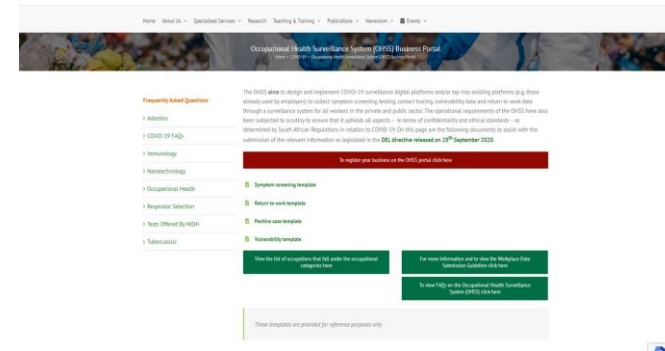 Home About Us Specialised Services Research Teaching & Training Publications Newsroom Events
Occupational Health Surveillance System (OHSS) Business Portal
Home » COVID-19 » Occupational Health Surveillance System (OHSS) Business Portal
Frequently Asked Questions
> Asbestos
> COVID-19 FAQs
> Immunology
> Nanotechnology
> Occupational Health
> Respirator Selection
> Tests Offered By NIOH
> Tuberculosis
The OHSS aims to design and implement COVID-19 surveillance digital platforms and/or tap into existing platforms (e.g. those
already used by employers) to collect symptom screening, testing, contact tracing, vulnerability data and return to work data
through a surveillance system for all workers in the private and public sector. The operational requirements of the OHSS have also
been subjected to scrutiny to ensure that it upholds all aspects – in terms of confidentiality and ethical standards – as
determined by South African Regulations in relation to COVID-19. On this page are the following documents to assist with the
submission of the relevant information as legislated in the DEL directive released on 28th September 2020.
To register your business on the OHSS portal click here
Symptom screening template
Return to work template
Positive case template
Vulnerability template
View the list of occupations that fall under the occupational
categories here
For more information and to view the Workplace Data
Submission Guideline click here
To view FAQs on the Occupational Health Surveillance
System (OHSS) click here
These templates are provided for reference purposes only